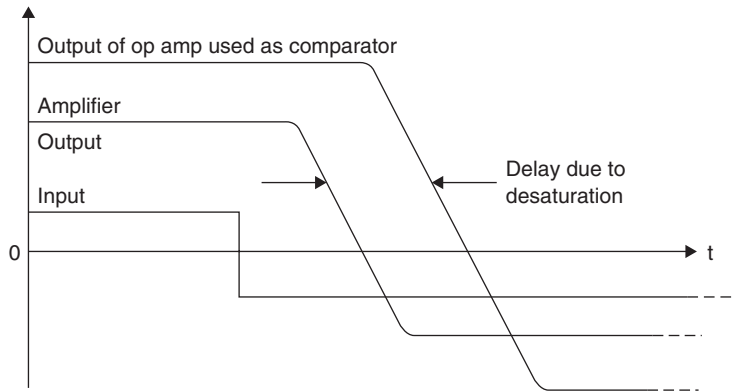 Output of op amp used as comparator
Amplifier
Output
Delay due to
desaturation
Input
0
t